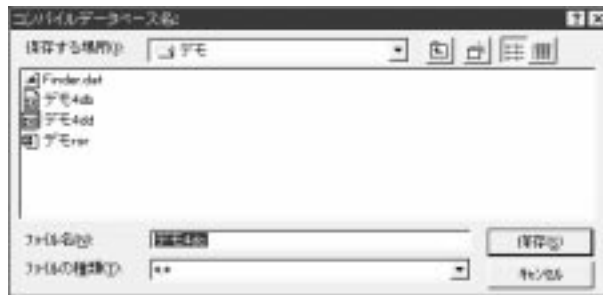 コンパイルデータベース名:
保存する場所(I):
デモ
Finder.dat
デモ4db
デモ4dd
デモrsr
ファイル名(N):
デモ4dc
保存(S)
ファイルの種類(T):
*.*
キャンセル